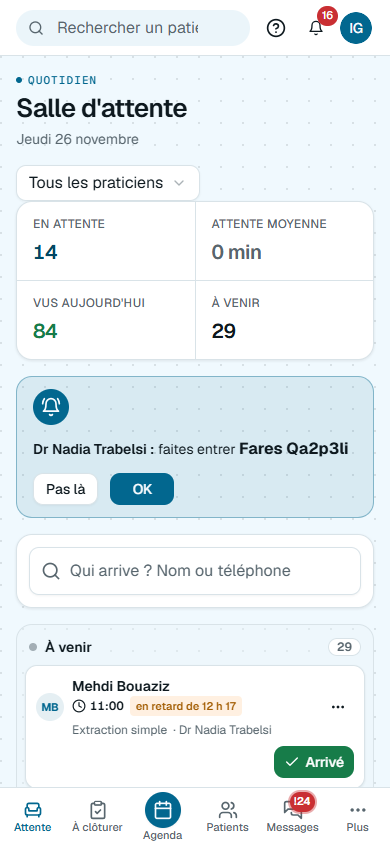 Rechercher un patie
16
IG
QUOTIDIEN
Salle d'attente
Jeudi 26 novembre
Tous les praticiens
EN ATTENTE
14
ATTENTE MOYENNE
0 min
VUS AUJOURD'HUI
84
À VENIR
29
Dr Nadia Trabelsi : faites entrer Fares Qa2p3li
Pas là
OK
Qui arrive ? Nom ou téléphone
À venir
29
MB
Mehdi Bouaziz
11:00 en retard de 12 h 17
Extraction simple · Dr Nadia Trabelsi
Arrivé
124
Attente
À clôturer
Agenda
Patients
Messages
Plus